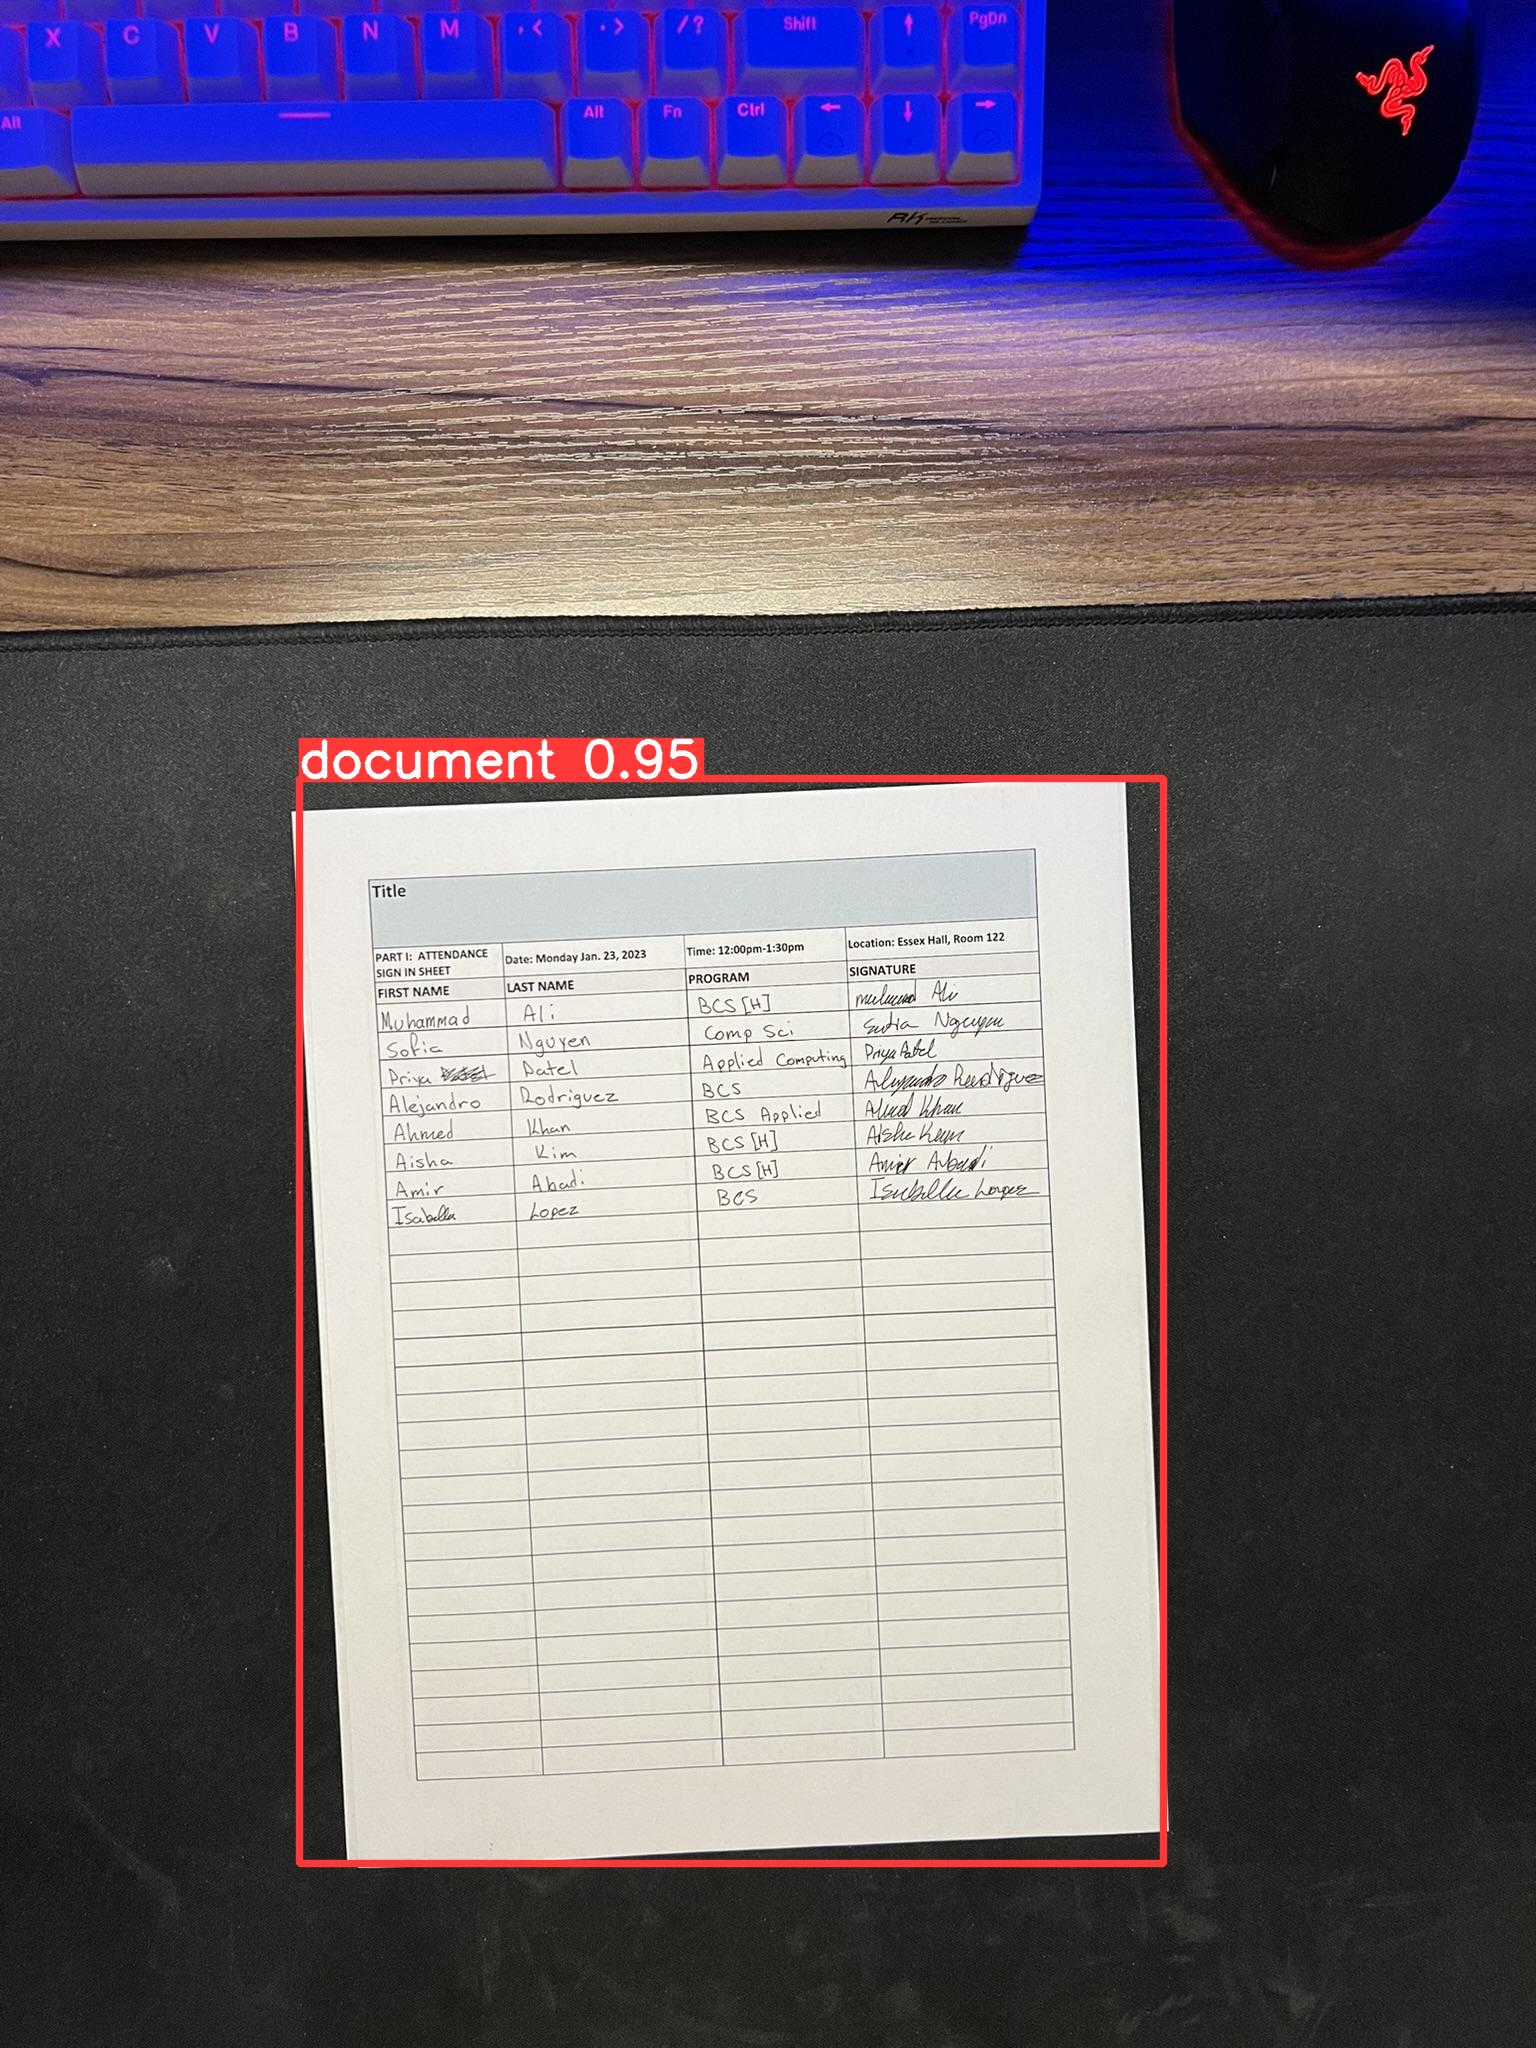 X C V B N M , < . > / ? Shift ↑ PgDn
Alt Alt Fn Ctrl ← ↓ →
RK
document 0.95
Title
PART I: ATTENDANCE SIGN IN SHEET Date: Monday Jan. 23, 2023 Time: 12:00pm-1:30pm Location: Essex Hall, Room 122
FIRST NAME LAST NAME PROGRAM SIGNATURE
Muhammad Ali BCS [H] Ali
Sofia Nguyen Comp Sci Sofia Nguyen
Priya Patel Applied Computing Priya Patel
Alejandro Rodriguez BCS Alejandro Rodriguez
Ahmed Khan BCS Applied Ahmed Khan
Aisha Kim BCS [H] Aisha
Amir Abadi BCS [H] Amir Abadi
Isabella Lopez BCS Isabella Lopez